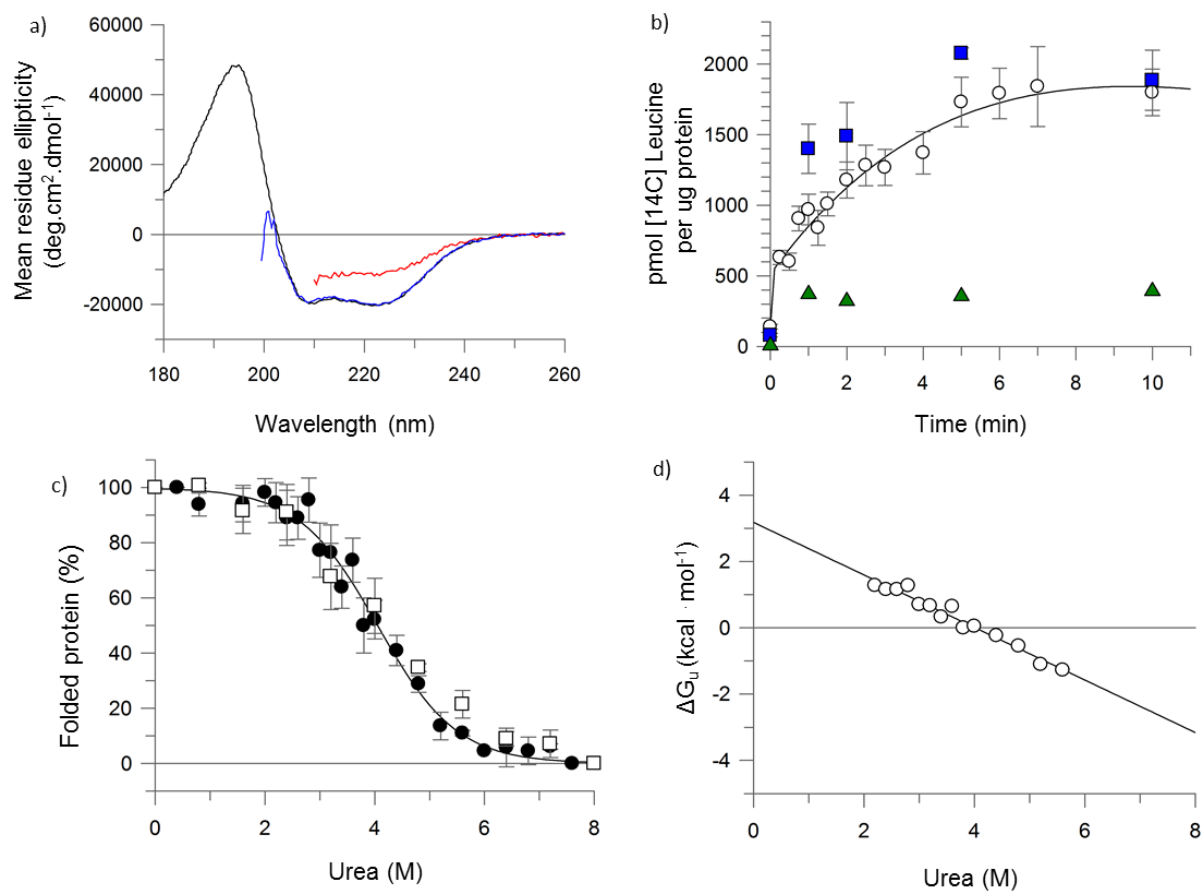 a)
60000
40000
20000
0
-20000
180 200 220 240 260
Mean residue ellipticity
(deg.cm².dmol⁻¹)
Wavelength (nm)
b)
2000
1500
1000
500
0
0 2 4 6 8 10
pmol [14C] Leucine
per ug protein
Time (min)
c)
100
80
60
40
20
0
0 2 4 6 8
Folded protein (%)
Urea (M)
d)
4
2
0
-2
-4
0 2 4 6 8
ΔGᵤ (kcal · mol⁻¹)
Urea (M)